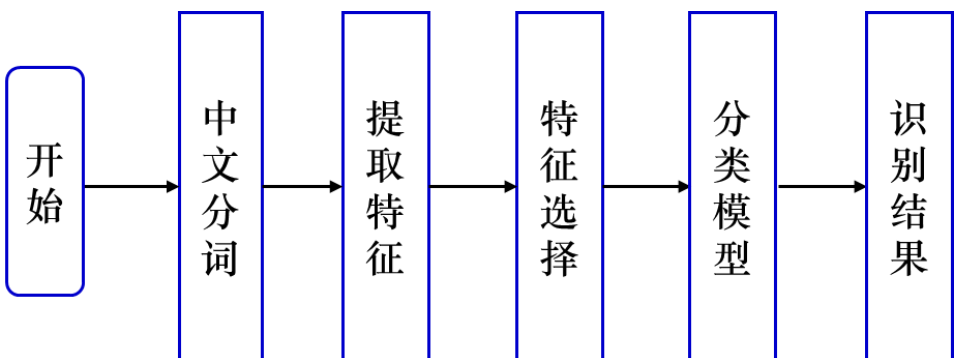 开始
中文分词
提取特征
特征选择
分类模型
识别结果